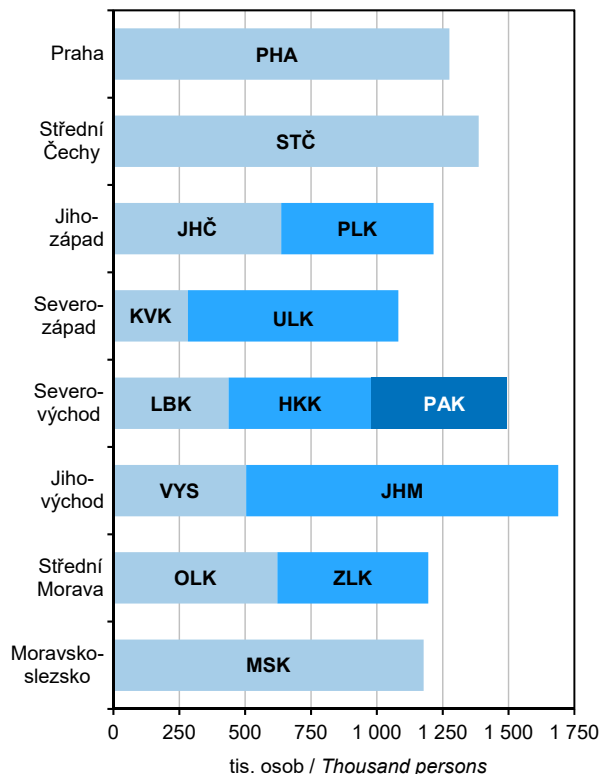 Praha
PHA
Střední
Čechy
STČ
Jiho-
západ
JHČ PLK
Severo-
západ
KVK ULK
Severo-
východ
LBK HKK PAK
Jiho-
východ
VYS JHM
Střední
Morava
OLK ZLK
Moravsko-
slezsko
MSK
0 250 500 750 1 000 1 250 1 500 1 750
tis. osob / Thousand persons